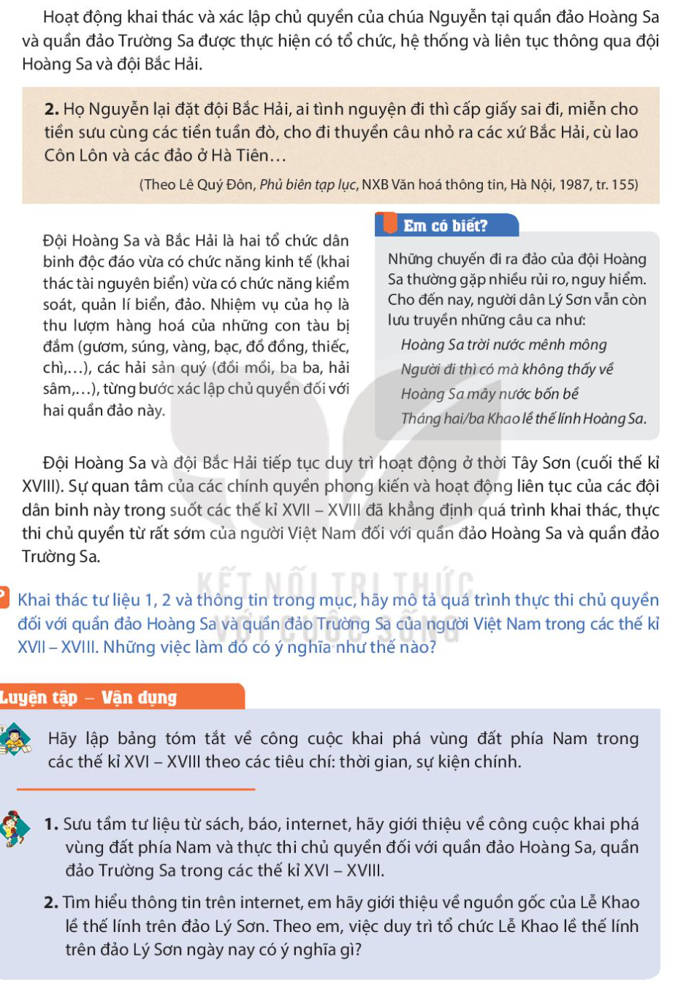 Hoạt động khai thác và xác lập chủ quyền của chúa Nguyễn tại quần đảo Hoàng Sa
và quần đảo Trường Sa được thực hiện có tổ chức, hệ thống và liên tục thông qua đội
Hoàng Sa và đội Bắc Hải.
2. Họ Nguyễn lại đặt đội Bắc Hải, ai tình nguyện đi thì cấp giấy sai đi, miễn cho
tiền sưu cùng các tiền tuần đò, cho đi thuyền câu nhỏ ra các xứ Bắc Hải, cù lao
Côn Lôn và các đảo ở Hà Tiên...
(Theo Lê Quý Đôn, Phủ biên tạp lục, NXB Văn hoá thông tin, Hà Nội, 1987, tr. 155)
Đội Hoàng Sa và Bắc Hải là hai tổ chức dân
binh độc đáo vừa có chức năng kinh tế (khai
thác tài nguyên biển) vừa có chức năng kiểm
soát, quản lí biển, đảo. Nhiệm vụ của họ là
thu lượm hàng hoá của những con tàu bị
đắm (gươm, súng, vàng, bạc, đồ đồng, thiếc,
chì,...), các hải sản quý (đồi mồi, ba ba, hải
sâm,...), từng bước xác lập chủ quyền đối với
hai quần đảo này.
Em có biết?
Những chuyến đi ra đảo của đội Hoàng
Sa thường gặp nhiều rủi ro, nguy hiểm.
Cho đến nay, người dân Lý Sơn vẫn còn
lưu truyền những câu ca như:
Hoàng Sa trời nước mênh mông
Người đi thì có mà không thấy về
Hoàng Sa mây nước bốn bề
Tháng hai/ba Khao lề thế lính Hoàng Sa.
Đội Hoàng Sa và đội Bắc Hải tiếp tục duy trì hoạt động ở thời Tây Sơn (cuối thế kỉ
XVIII). Sự quan tâm của các chính quyền phong kiến và hoạt động liên tục của các đội
dân binh này trong suốt các thế kỉ XVII – XVIII đã khẳng định quá trình khai thác, thực
thi chủ quyền từ rất sớm của người Việt Nam đối với quần đảo Hoàng Sa và quần đảo
Trường Sa.
KẾT NỐI TRI THỨC
VỚI CUỘC SỐNG
? Khai thác tư liệu 1, 2 và thông tin trong mục, hãy mô tả quá trình thực thi chủ quyền
đối với quần đảo Hoàng Sa và quần đảo Trường Sa của người Việt Nam trong các thế kỉ
XVII – XVIII. Những việc làm đó có ý nghĩa như thế nào?
Luyện tập – Vận dụng
Hãy lập bảng tóm tắt về công cuộc khai phá vùng đất phía Nam trong
các thế kỉ XVI – XVIII theo các tiêu chí: thời gian, sự kiện chính.
1. Sưu tầm tư liệu từ sách, báo, internet, hãy giới thiệu về công cuộc khai phá
vùng đất phía Nam và thực thi chủ quyền đối với quần đảo Hoàng Sa, quần
đảo Trường Sa trong các thế kỉ XVI – XVIII.
2. Tìm hiểu thông tin trên internet, em hãy giới thiệu về nguồn gốc của Lễ Khao
lề thế lính trên đảo Lý Sơn. Theo em, việc duy trì tổ chức Lễ Khao lề thế lính
trên đảo Lý Sơn ngày nay có ý nghĩa gì?